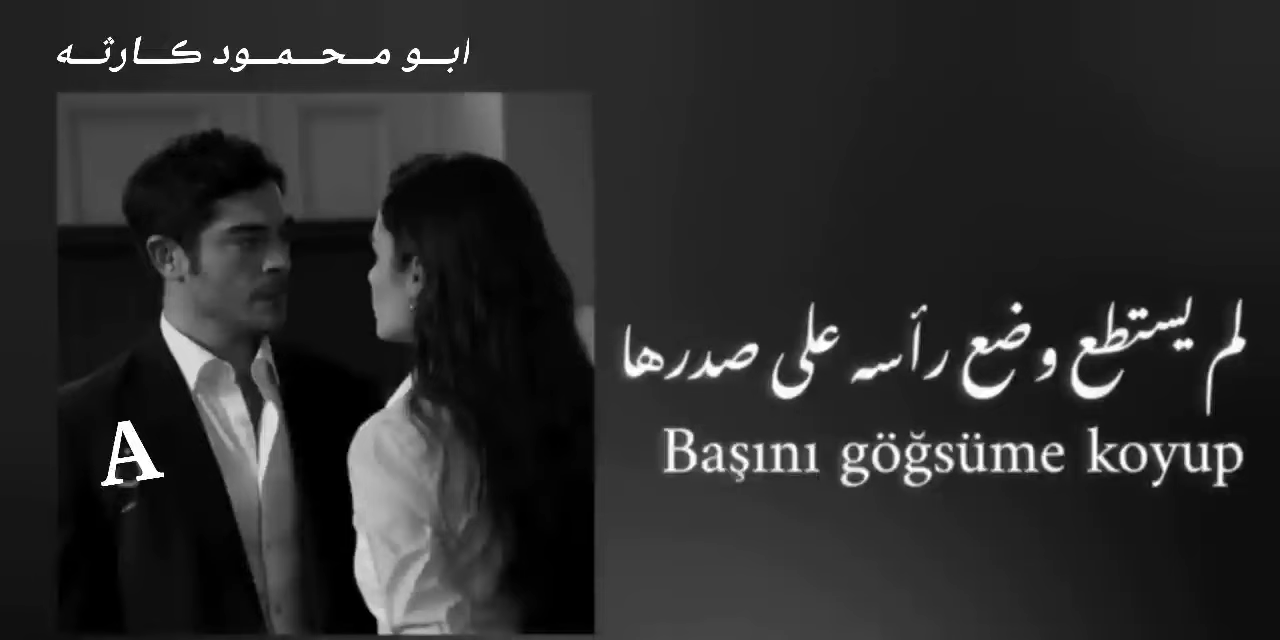 ابو محمود كارثه
A
لم يستطع وضع رأسه على صدرها
Başını göğsüme koyup